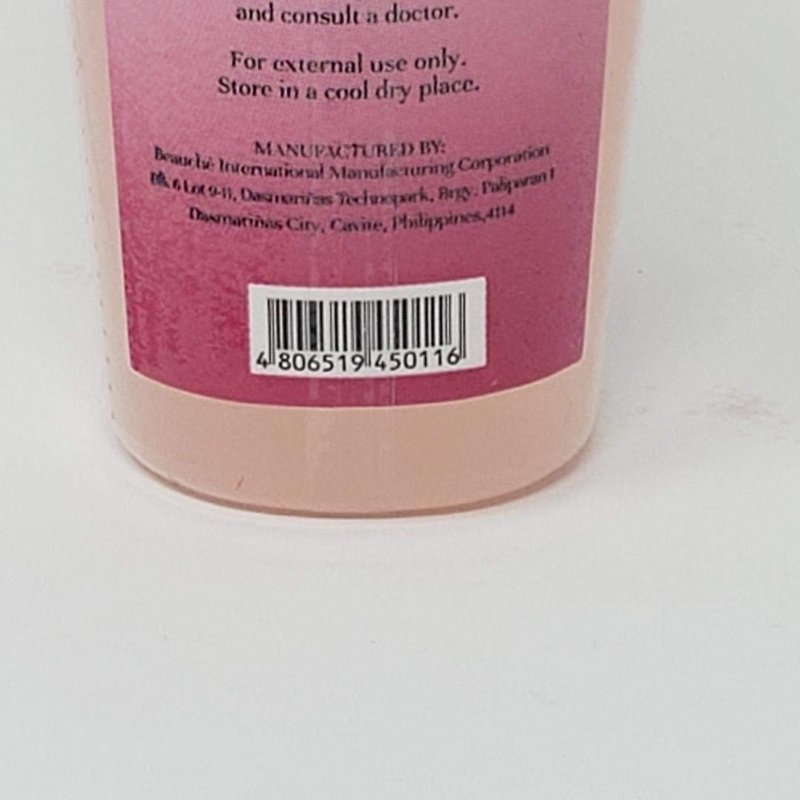 and consult a doctor.
For external use only.
Store in a cool dry place.
MANUFACTURED BY:
Beauché International Manufacturing Corporation
Blk 6 Lot 9-11, Dasmariñas Technopark, Brgy. Paliparan 1
Dasmariñas City, Cavite, Philippines,4114
4 806519 450116